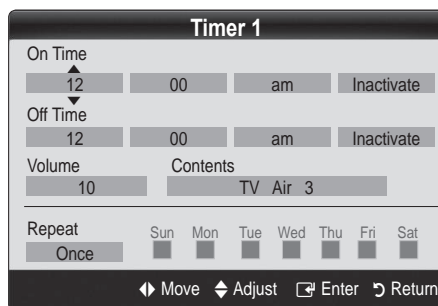 Timer 1
On Time
12 00 am Inactivate
Off Time
12 00 am Inactivate
Volume Contents
10 TV Air 3
Repeat Sun Mon Tue Wed Thu Fri Sat
Once
Move Adjust Enter Return